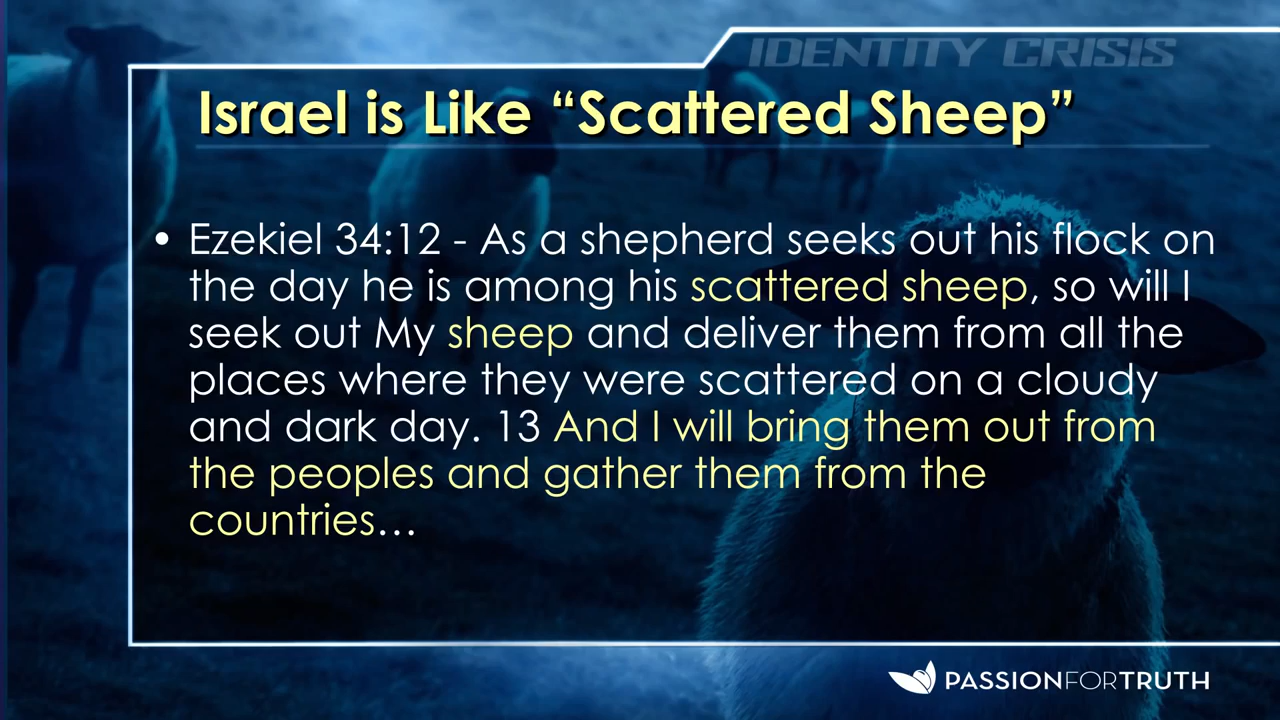 IDENTITY CRISIS
Israel is Like “Scattered Sheep”
• Ezekiel 34:12 - As a shepherd seeks out his flock on
the day he is among his scattered sheep, so will I
seek out My sheep and deliver them from all the
places where they were scattered on a cloudy
and dark day. 13 And I will bring them out from
the peoples and gather them from the
countries…
PASSIONFORTRUTH